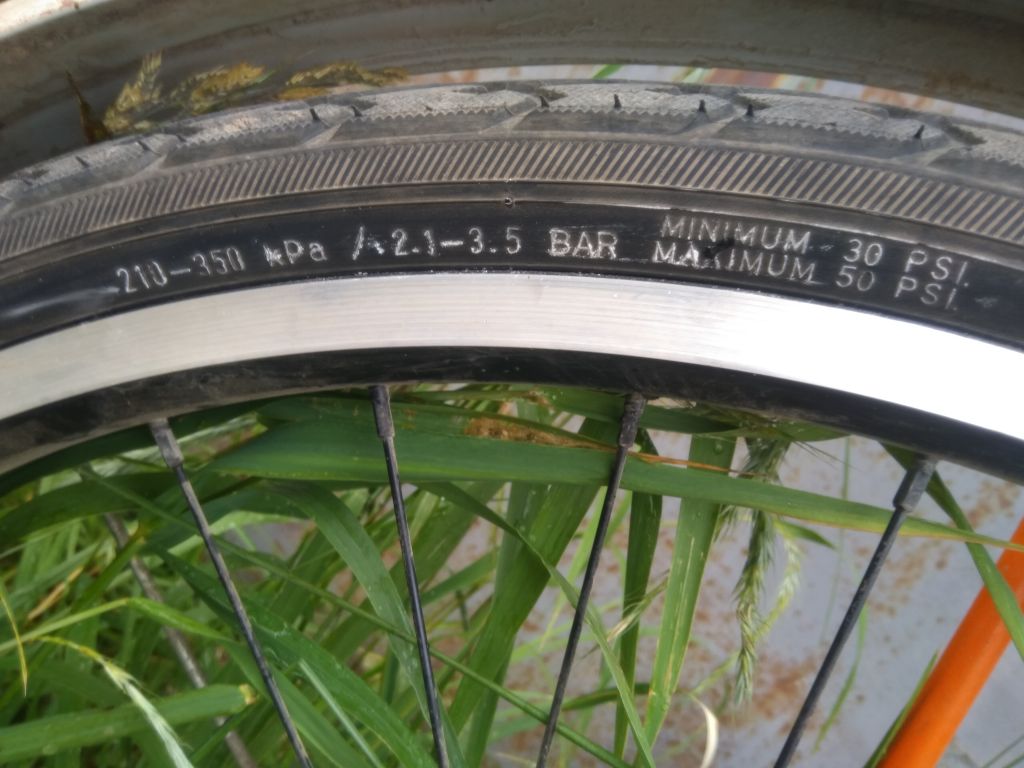 210-350 kPa / 2.1-3.5 BAR
MINIMUM 30 PSI.
MAXIMUM 50 PSI.